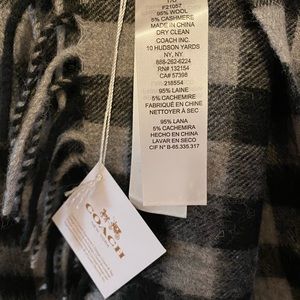 F21057
95% WOOL
5% CASHMERE
MADE IN CHINA
DRY CLEAN
COACH INC.
10 HUDSON YARDS
NY, NY.
888-262-6224
RN# 132154
CA# 57398
218554
95% LAINE
5% CACHEMIRE
FABRIQUÉ EN CHINE
NETTOYER À SEC
95% LANA
5% CACHEMIRA
HECHO EN CHINA
LAVAR EN SECO
CIF N° B-65.335.317
COACH